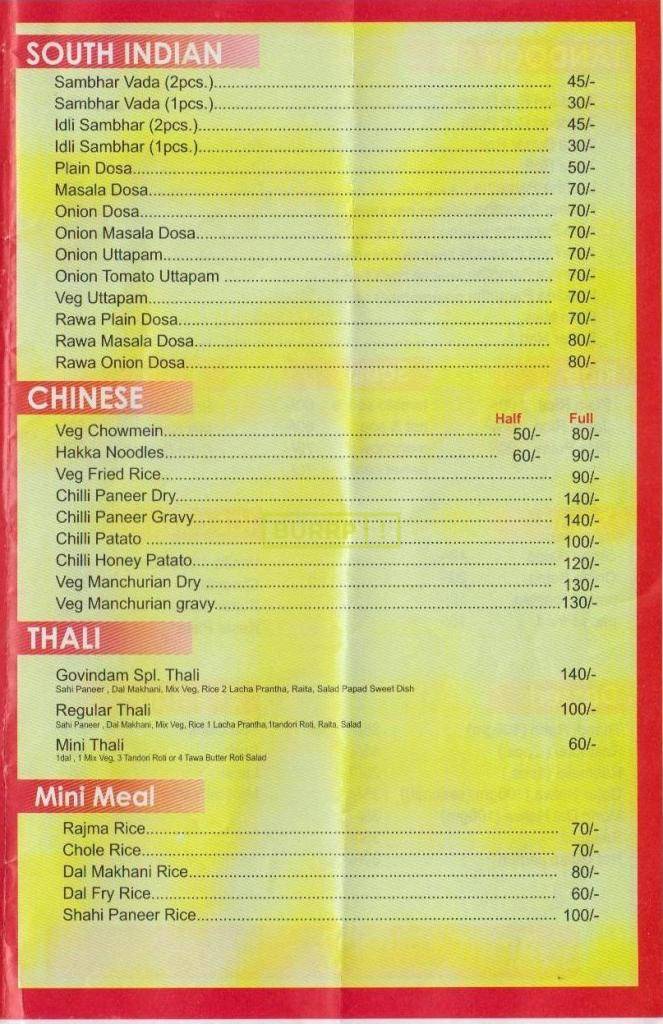 SOUTH INDIAN
Sambhar Vada (2pcs.) 45/-
Sambhar Vada (1pcs.) 30/-
Idli Sambhar (2pcs.) 45/-
Idli Sambhar (1pcs.) 30/-
Plain Dosa 50/-
Masala Dosa 70/-
Onion Dosa 70/-
Onion Masala Dosa 70/-
Onion Uttapam 70/-
Onion Tomato Uttapam 70/-
Veg Uttapam 70/-
Rawa Plain Dosa 70/-
Rawa Masala Dosa 80/-
Rawa Onion Dosa 80/-
CHINESE
Half Full
Veg Chowmein 50/- 80/-
Hakka Noodles 60/- 90/-
Veg Fried Rice 90/-
Chilli Paneer Dry 140/-
Chilli Paneer Gravy 140/-
Chilli Patato 100/-
Chilli Honey Patato 120/-
Veg Manchurian Dry 130/-
Veg Manchurian gravy 130/-
THALI
Govindam Spl. Thali 140/-
Sahi Paneer , Dal Makhani, Mix Veg, Rice 2 Lacha Prantha, Raita, Salad Papad Sweet Dish
Regular Thali 100/-
Sahi Paneer , Dal Makhani, Mix Veg, Rice 1 Lacha Prantha,1tandori Roti, Raita, Salad
Mini Thali 60/-
1dal , 1 Mix Veg, 3 Tandori Roti or 4 Tawa Butter Roti Salad
Mini Meal
Rajma Rice 70/-
Chole Rice 70/-
Dal Makhani Rice 80/-
Dal Fry Rice 60/-
Shahi Paneer Rice 100/-